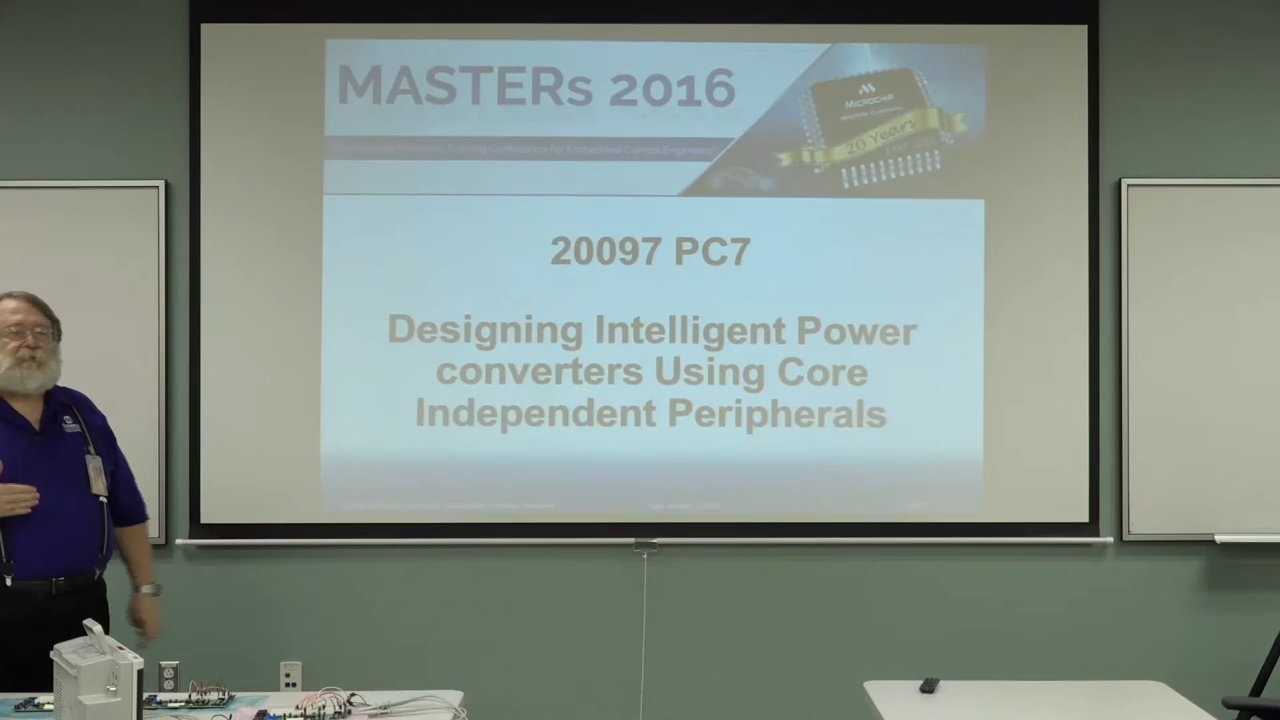 MASTERs 2016
MICROCHIP
20 Years
20097 PC7
Designing Intelligent Power
converters Using Core
Independent Peripherals